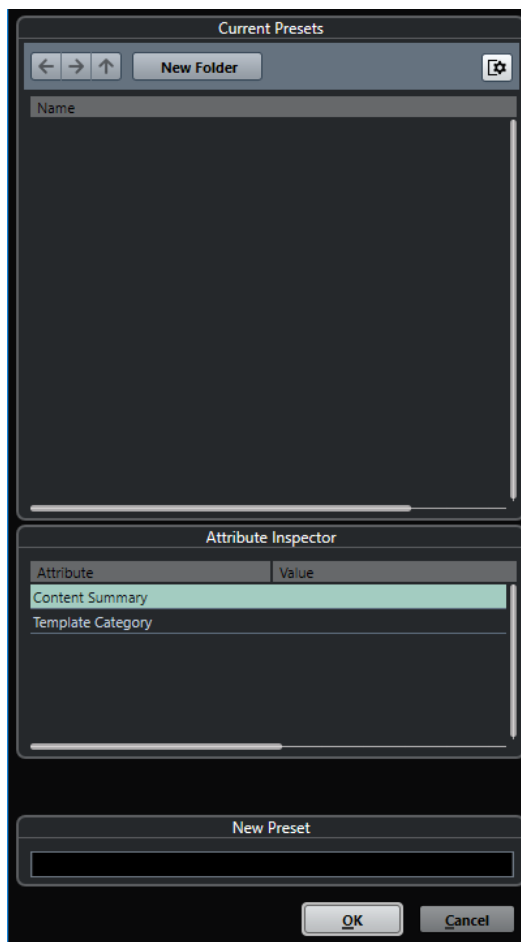 Current Presets
New Folder
Name
Attribute Inspector
Attribute Value
Content Summary
Template Category
New Preset
OK Cancel